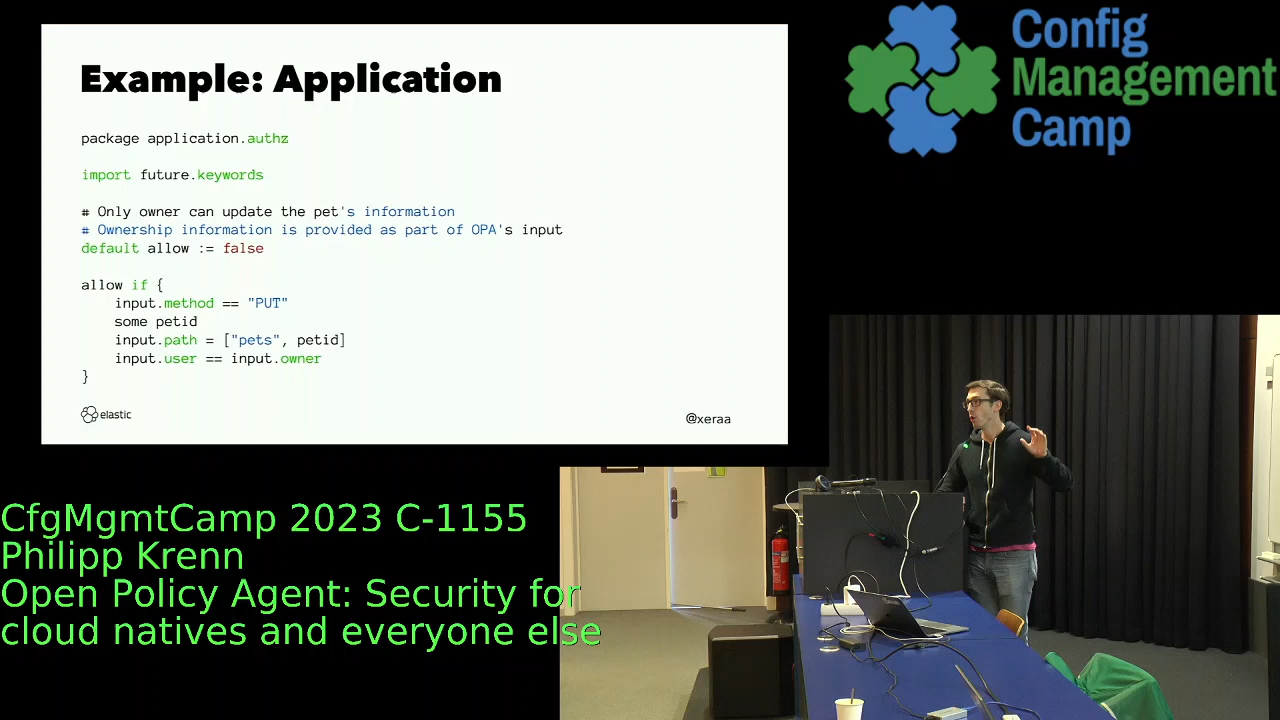 Example: Application
package application.authz
import future.keywords
# Only owner can update the pet's information
# Ownership information is provided as part of OPA's input
default allow := false
allow if {
    input.method == "PUT"
    some petid
    input.path = ["pets", petid]
    input.user == input.owner
}
elastic
@xeraa
Config
Management
Camp
CfgMgmtCamp 2023 C-1155
Philipp Krenn
Open Policy Agent: Security for
cloud natives and everyone else